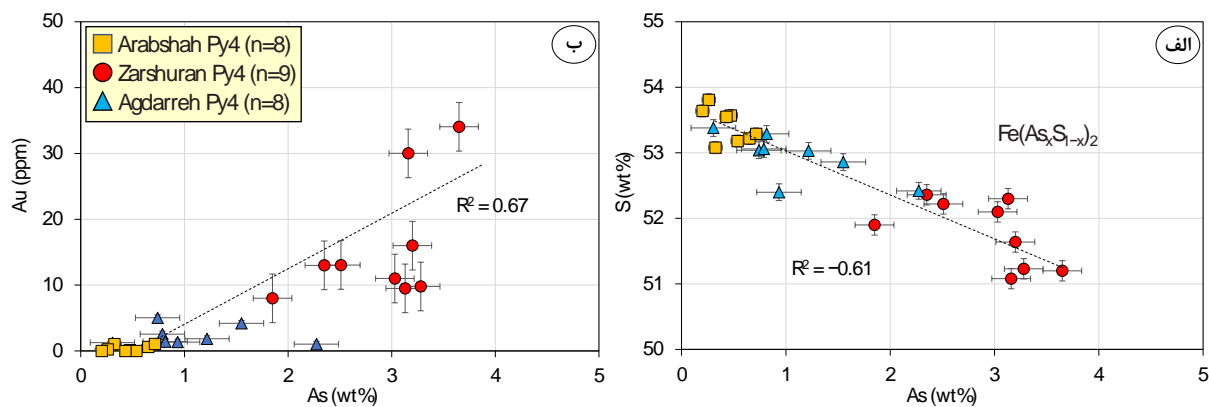 50
40
30
20
10
0
0 1 2 3 4 5
Au (ppm)
As (wt%)
Arabshah Py4 (n=8)
Zarshuran Py4 (n=9)
Agdarreh Py4 (n=8)
R² = 0.67
ب
55
54
53
52
51
50
0 1 2 3 4 5
S (wt%)
As (wt%)
Fe(AsₓS₁₋ₓ)₂
R² = −0.61
الف